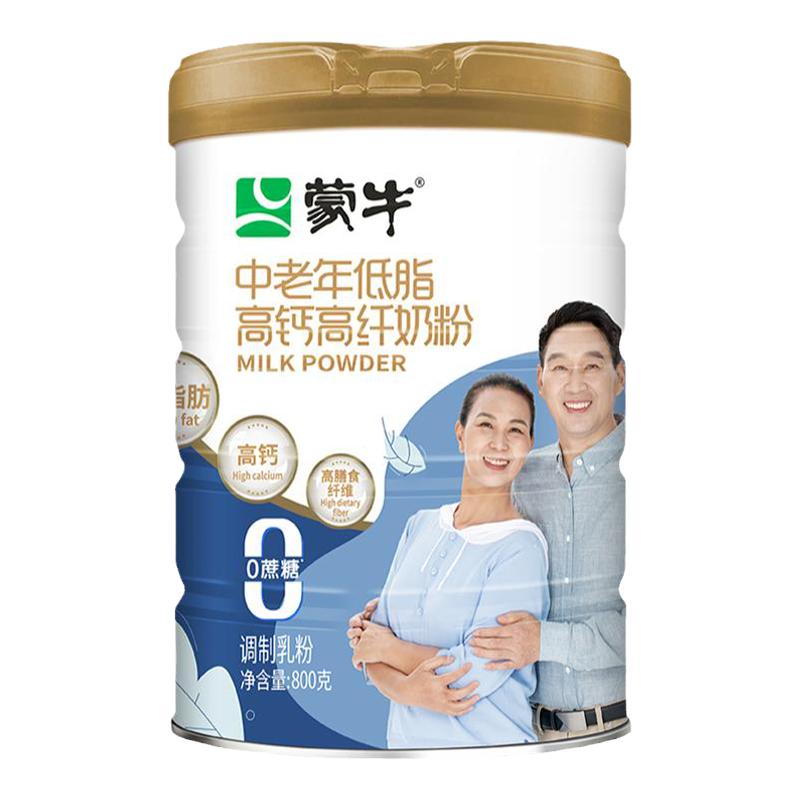 蒙牛®
中老年低脂
高钙高纤奶粉
MILK POWDER
脂肪
fat
高钙
High calcium
高膳食
纤维
High dietary
fiber
0
0蔗糖*
调制乳粉
净含量:800克